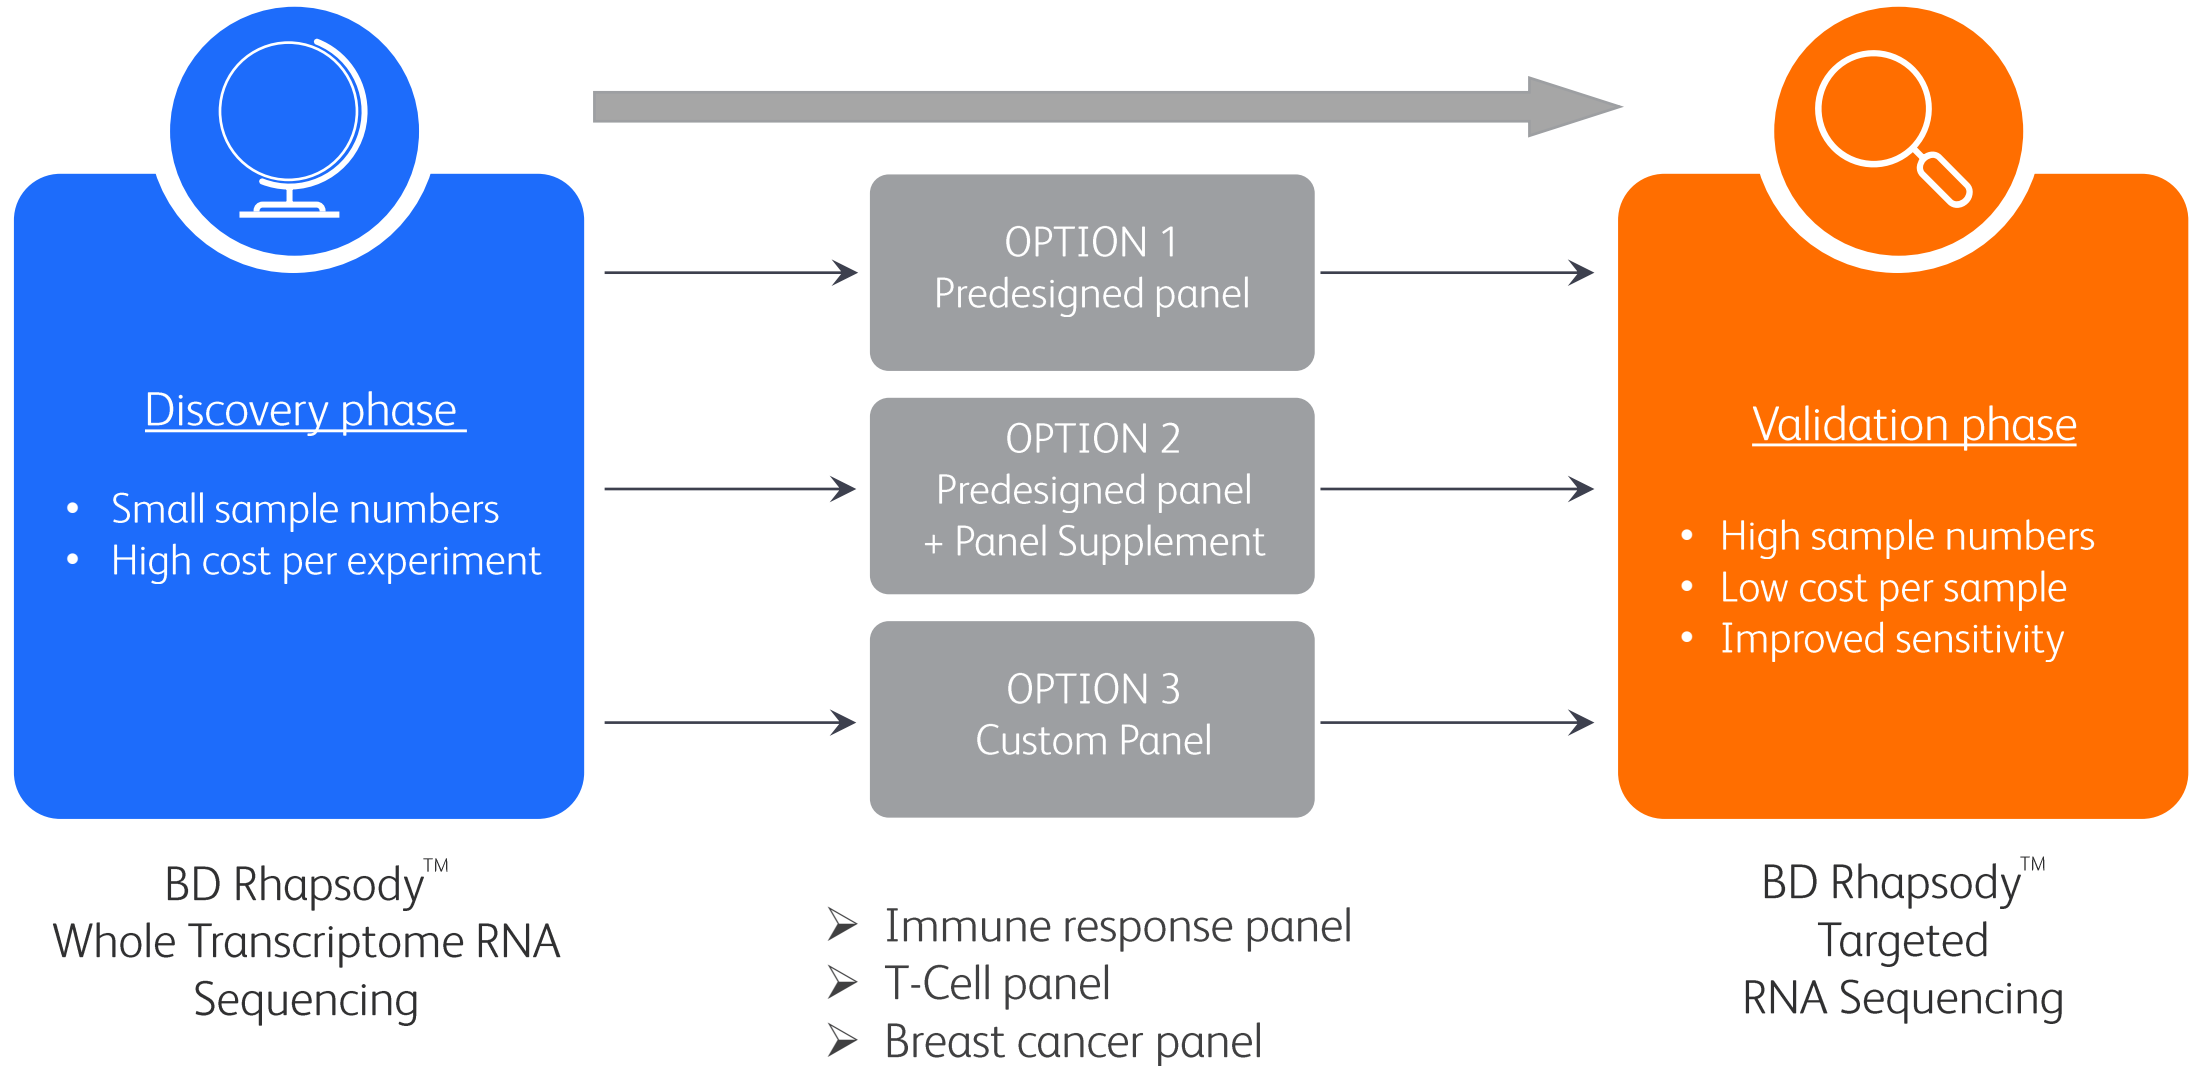 Discovery phase
• Small sample numbers
• High cost per experiment
BD Rhapsody™
Whole Transcriptome RNA
Sequencing
OPTION 1
Predesigned panel
OPTION 2
Predesigned panel
+ Panel Supplement
OPTION 3
Custom Panel
➢ Immune response panel
➢ T-Cell panel
➢ Breast cancer panel
Validation phase
• High sample numbers
• Low cost per sample
• Improved sensitivity
BD Rhapsody™
Targeted
RNA Sequencing